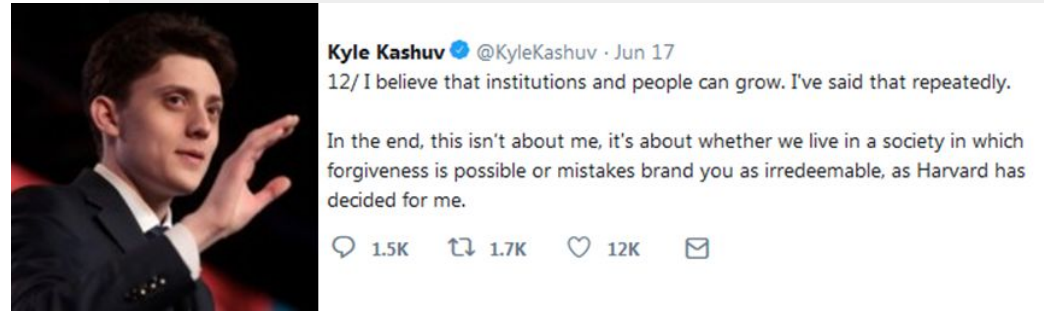 Kyle Kashuv @KyleKashuv · Jun 17
12/ I believe that institutions and people can grow. I've said that repeatedly.
In the end, this isn't about me, it's about whether we live in a society in which
forgiveness is possible or mistakes brand you as irredeemable, as Harvard has
decided for me.
1.5K 1.7K 12K